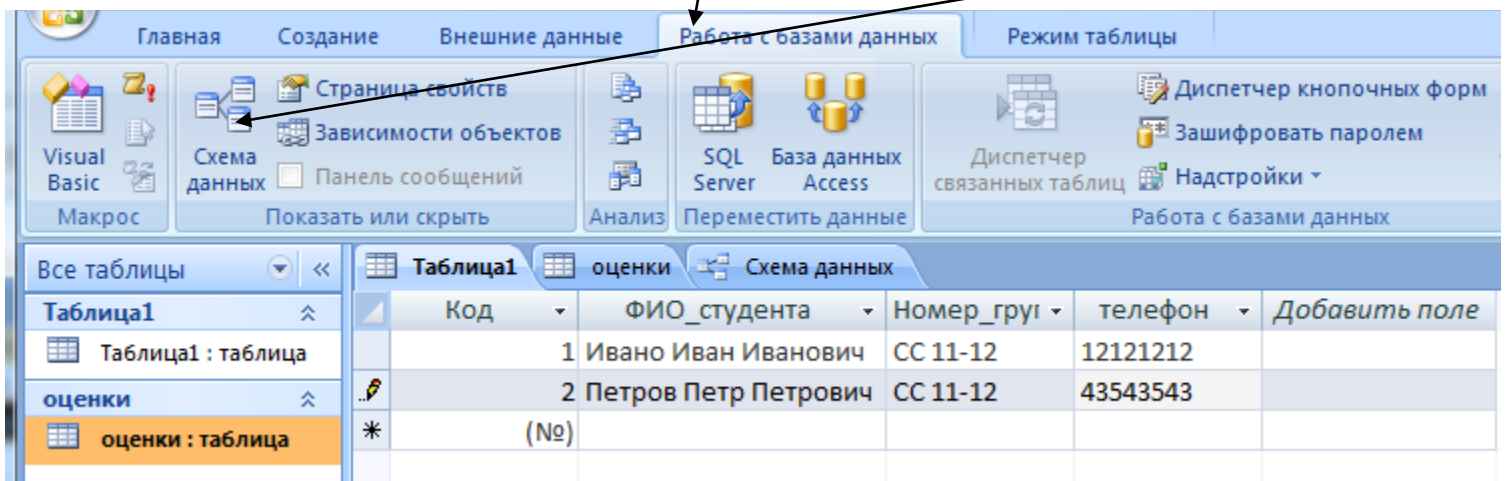 Главная Создание Внешние данные Работа с базами данных Режим таблицы
Visual Basic
Макрос
Схема данных
Страница свойств
Зависимости объектов
Панель сообщений
Показать или скрыть
Анализ
SQL Server
База данных Access
Переместить данные
Диспетчер связанных таблиц
Диспетчер кнопочных форм
Зашифровать паролем
Надстройки
Работа с базами данных
Все таблицы
Таблица1
Таблица1 : таблица
оценки
оценки : таблица
Таблица1 оценки Схема данных
Код ФИО_студента Номер_груп телефон Добавить поле
1 Ивано Иван Иванович СС 11-12 12121212
2 Петров Петр Петрович СС 11-12 43543543
(№)